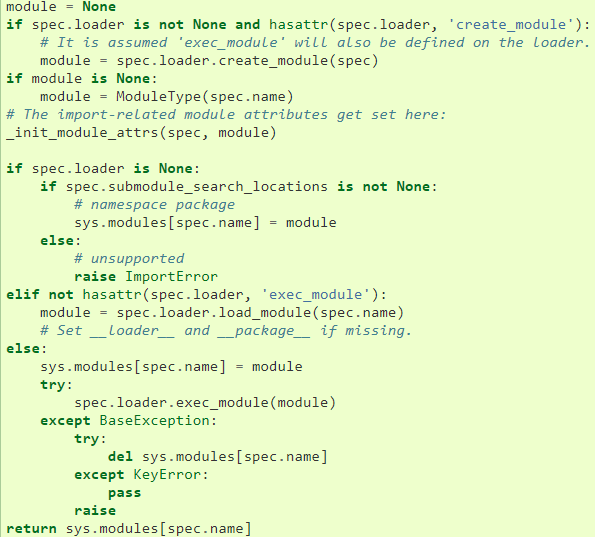 module = None
if spec.loader is not None and hasattr(spec.loader, 'create_module'):
    # It is assumed 'exec_module' will also be defined on the loader.
    module = spec.loader.create_module(spec)
if module is None:
    module = ModuleType(spec.name)
# The import-related module attributes get set here:
_init_module_attrs(spec, module)

if spec.loader is None:
    if spec.submodule_search_locations is not None:
        # namespace package
        sys.modules[spec.name] = module
    else:
        # unsupported
        raise ImportError
elif not hasattr(spec.loader, 'exec_module'):
    module = spec.loader.load_module(spec.name)
    # Set __loader__ and __package__ if missing.
else:
    sys.modules[spec.name] = module
    try:
        spec.loader.exec_module(module)
    except BaseException:
        try:
            del sys.modules[spec.name]
        except KeyError:
            pass
        raise
return sys.modules[spec.name]